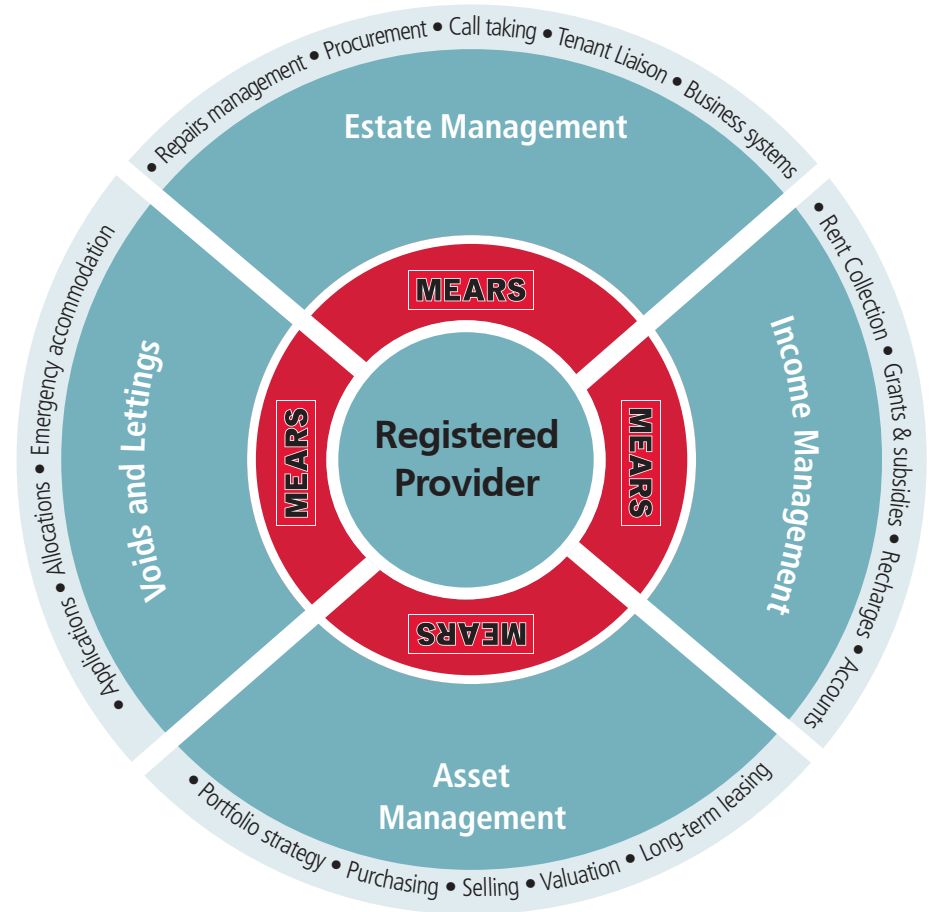 • Repairs management • Procurement • Call taking • Tenant Liaison • Business systems
Estate Management
MEARS
• Rent Collection • Grants & subsidies • Recharges • Accounts
Income Management
MEARS
Registered
Provider
MEARS
Voids and Lettings
• Applications • Allocations • Emergency accommodation
MEARS
Asset
Management
• Portfolio strategy • Purchasing • Selling • Valuation • Long-term leasing